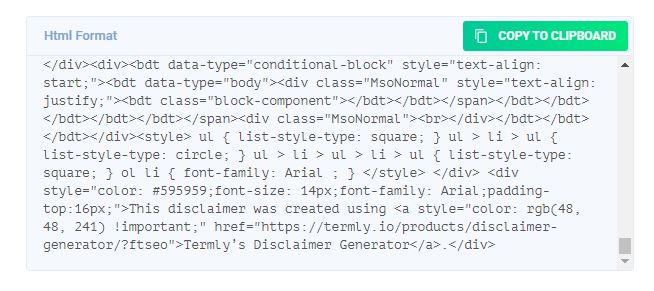 Html Format
COPY TO CLIPBOARD
</div><div><bdt data-type="conditional-block" style="text-align:
start;"><bdt data-type="body"><div class="MsoNormal" style="text-align:
justify;"><bdt class="block-component"></bdt></bdt></span></bdt></bdt>
</bdt></bdt></bdt></span><div class="MsoNormal"><br></div></bdt></bdt>
</bdt></div><style> ul { list-style-type: square; } ul > li > ul {
list-style-type: circle; } ul > li > ul > li > ul { list-style-type:
square; } ol li { font-family: Arial ; } </style> </div> <div
style="color: #595959;font-size: 14px;font-family: Arial;padding-
top:16px;">This disclaimer was created using <a style="color: rgb(48,
48, 241) !important;" href="https://termly.io/products/disclaimer-
generator/?ftseo">Termly's Disclaimer Generator</a>.</div>